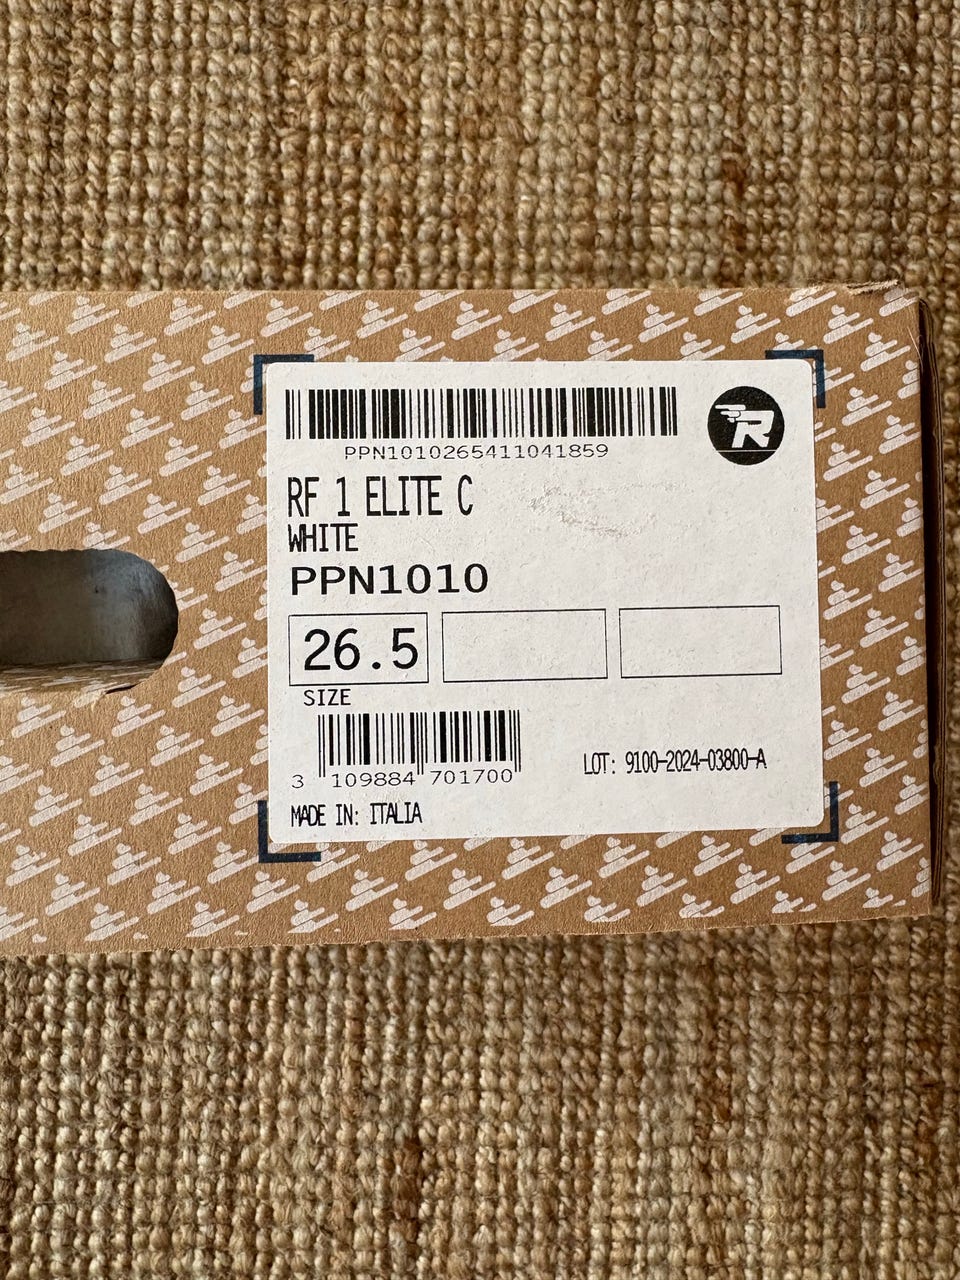 PPN1010265411041859
R
RF 1 ELITE C
WHITE
PPN1010
26.5
SIZE
3 109884 701700
LOT: 9100-2024-03800-A
MADE IN: ITALIA